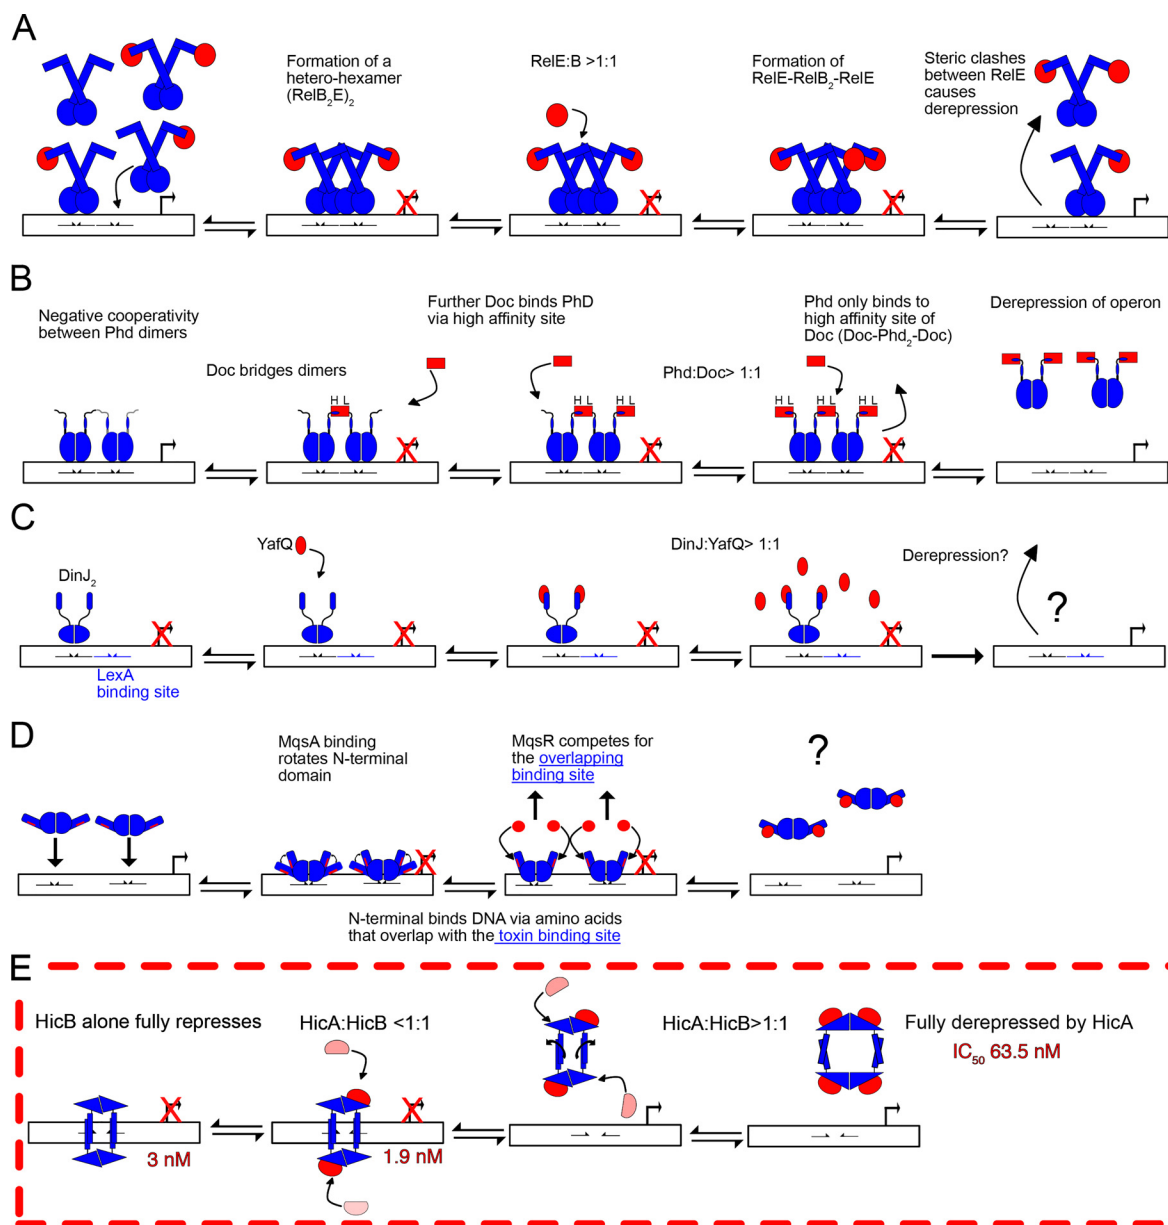 A
Formation of a
hetero-hexamer
(RelB2E)2
RelE:B >1:1
Formation of
RelE-RelB2-RelE
Steric clashes
between RelE
causes
derepression
B
Negative cooperativity
between Phd dimers
Doc bridges dimers
H L
Further Doc binds PhD
via high affinity site
H L H L
Phd:Doc> 1:1
Phd only binds to
high affinity site of
Doc (Doc-Phd2-Doc)
H L H L H L
Derepression of operon
C
DinJ2
LexA
binding site
YafQ
DinJ:YafQ> 1:1
Derepression?
?
D
MqsA binding
rotates N-terminal
domain
MqsR competes for
the overlapping
binding site
?
N-terminal binds DNA via amino acids
that overlap with the toxin binding site
E
HicB alone fully represses
3 nM
HicA:HicB <1:1
1.9 nM
HicA:HicB>1:1
Fully derepressed by HicA
IC50 63.5 nM